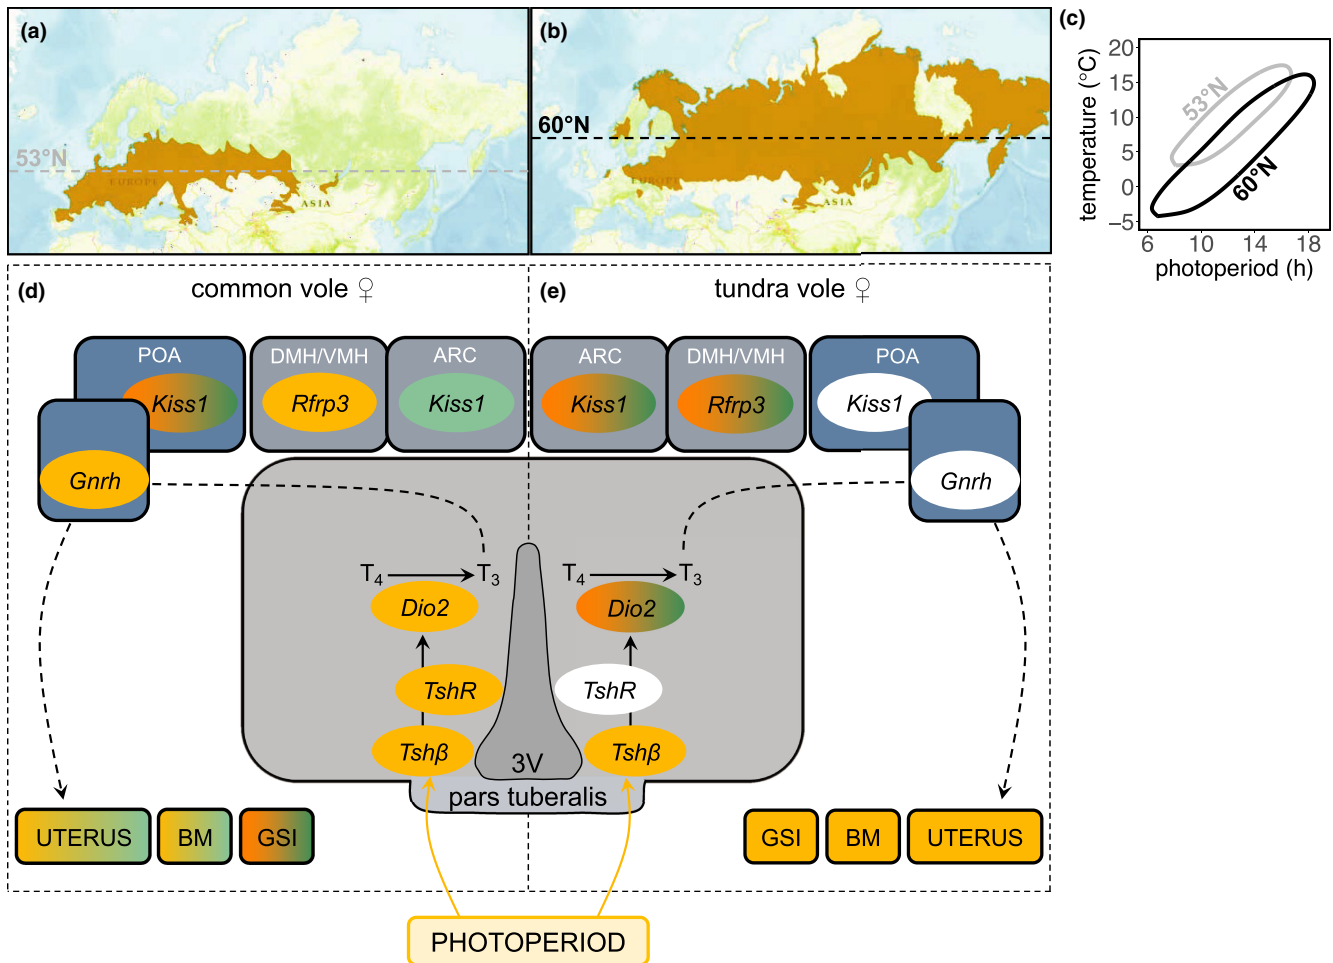 (a)
53°N
EUROPE
ASIA
(b)
60°N
EUROPE
ASIA
(c)
temperature (°C)
20
15
10
5
0
−5
53°N
60°N
6
10
14
18
photoperiod (h)
(d)
common vole ♀
(e)
tundra vole ♀
POA
DMH/VMH
ARC
ARC
DMH/VMH
POA
Kiss1
Rfrp3
Kiss1
Kiss1
Rfrp3
Kiss1
Gnrh
Gnrh
T4
T3
T4
T3
Dio2
Dio2
TshR
TshR
Tshβ
Tshβ
3V
pars tuberalis
UTERUS
BM
GSI
GSI
BM
UTERUS
PHOTOPERIOD